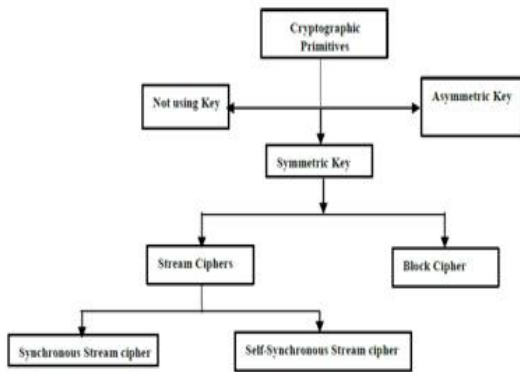 Cryptographic
Primitives
Not using Key
Asymmetric Key
Symmetric Key
Stream Ciphers
Block Cipher
Synchronous Stream cipher
Self-Synchronous Stream cipher